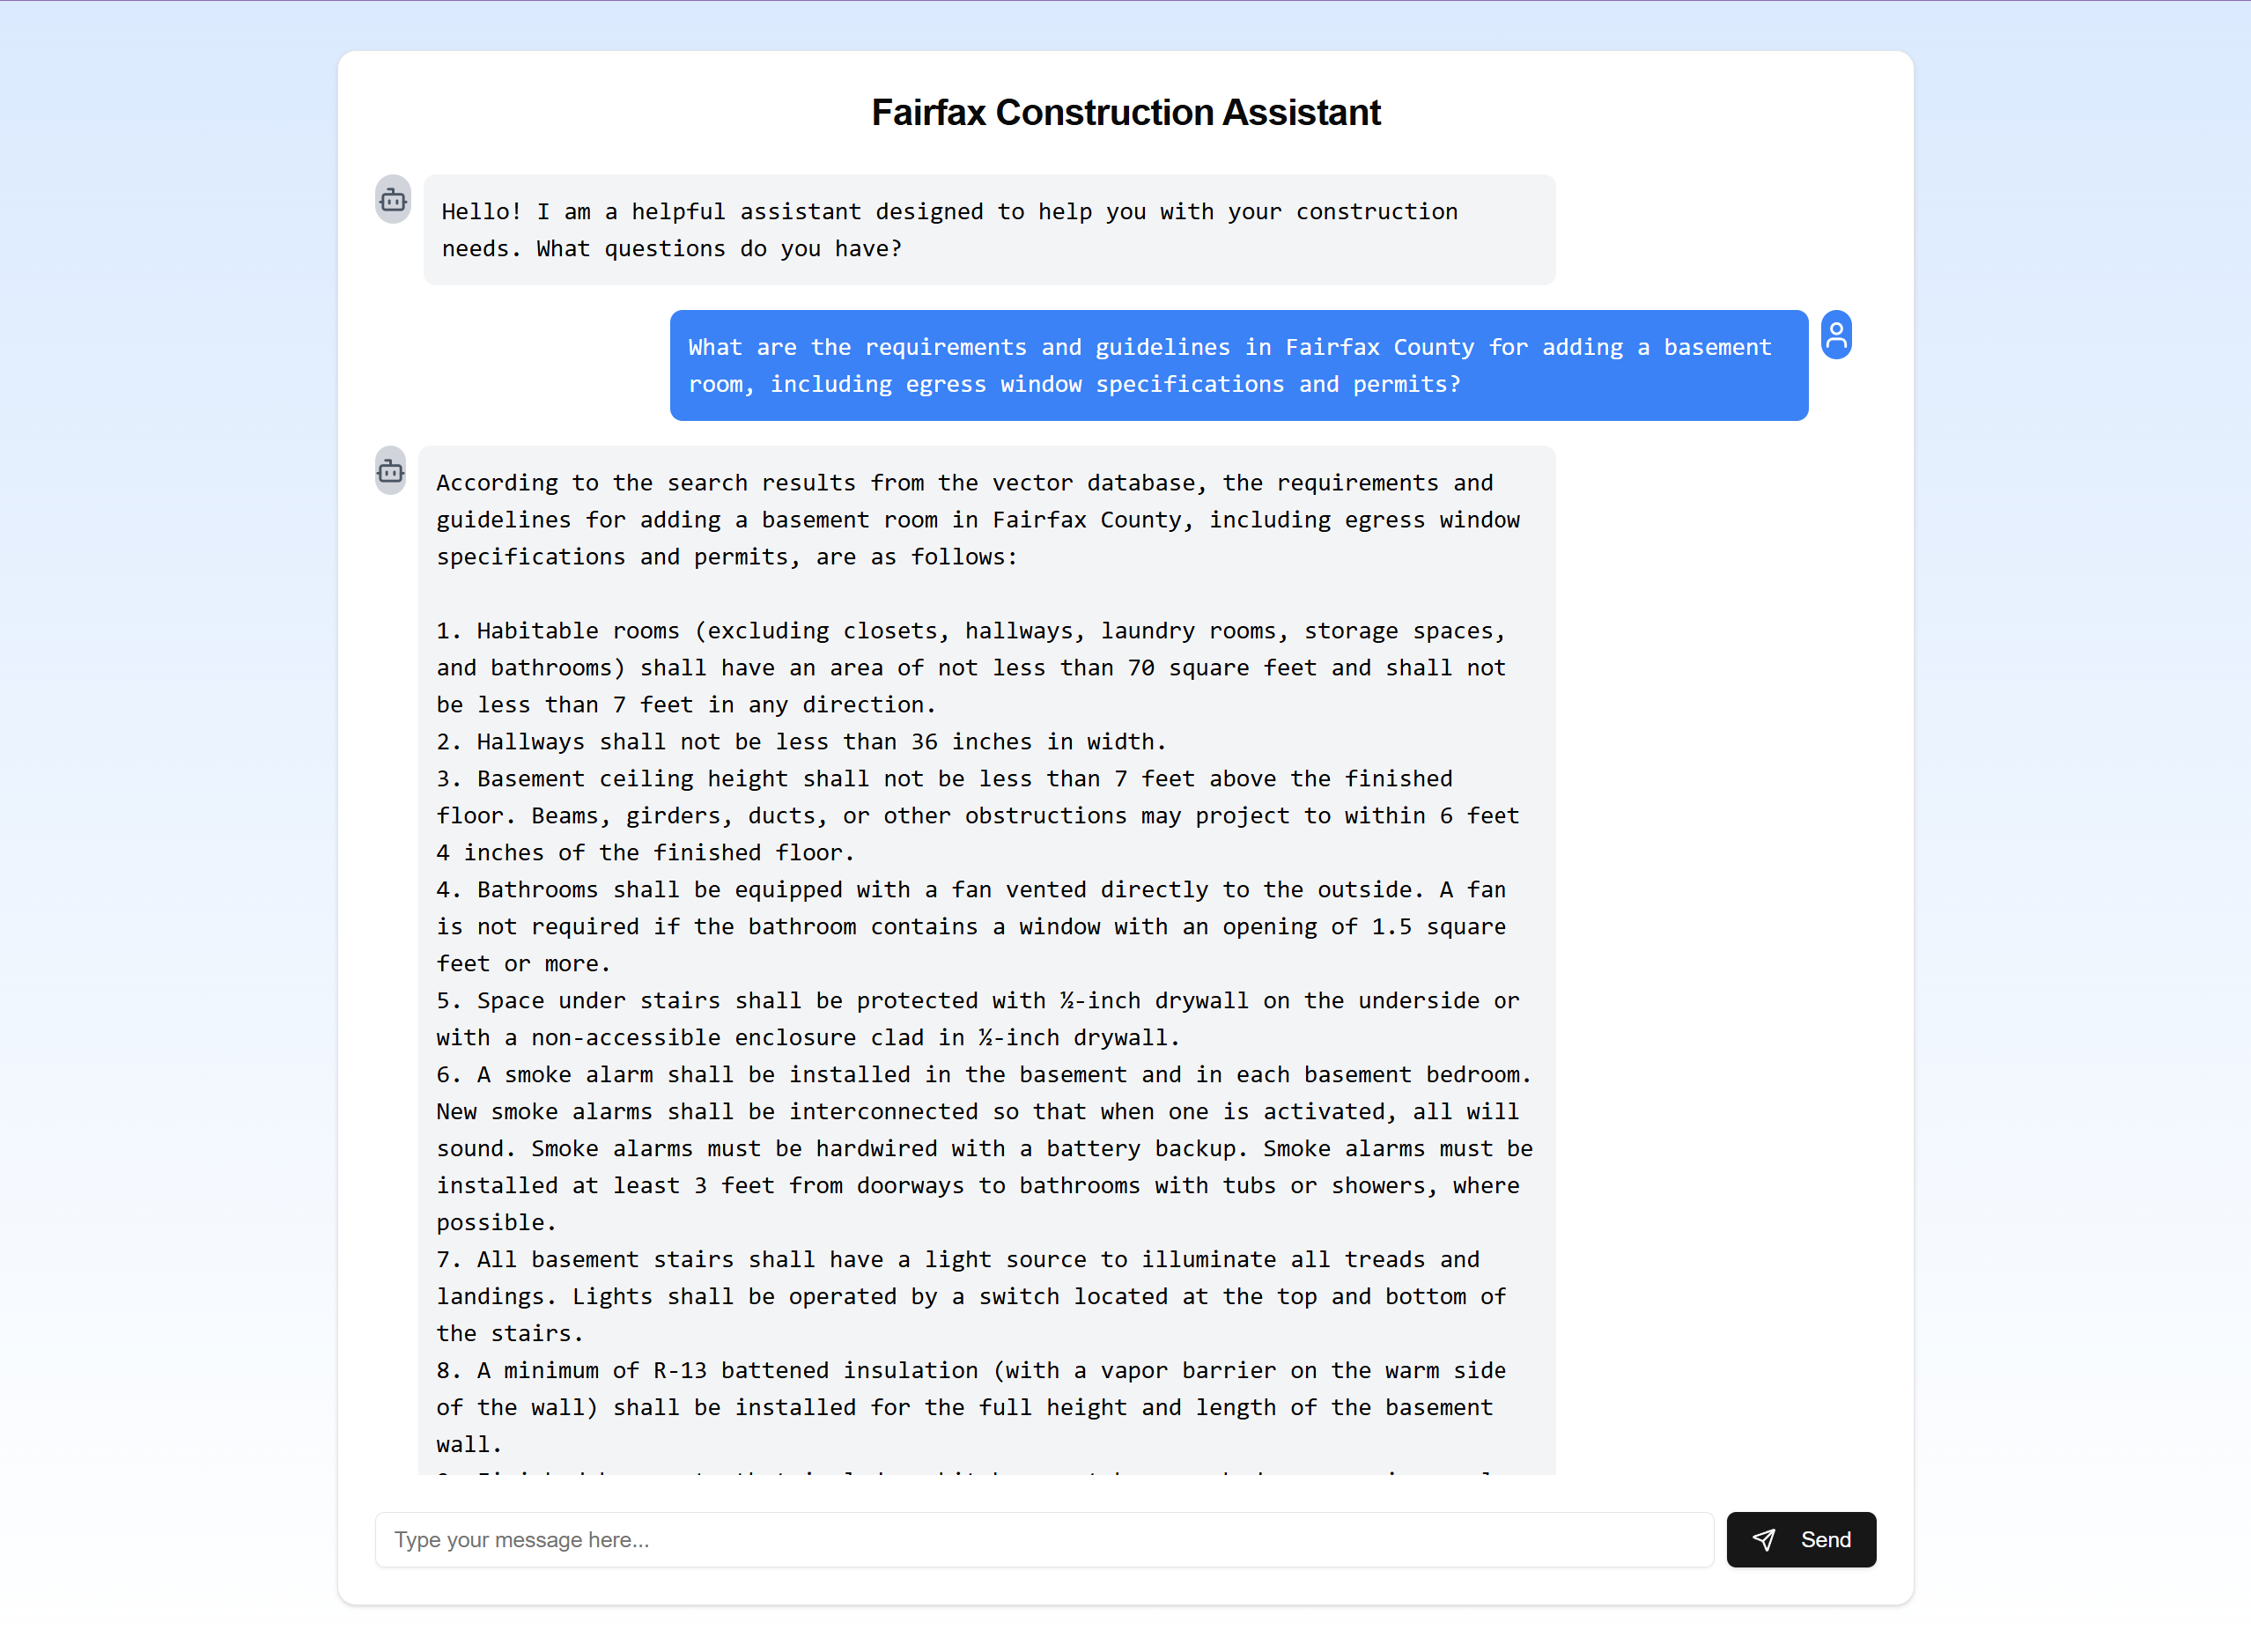 Fairfax Construction Assistant
Hello! I am a helpful assistant designed to help you with your construction
needs. What questions do you have?
What are the requirements and guidelines in Fairfax County for adding a basement
room, including egress window specifications and permits?
According to the search results from the vector database, the requirements and
guidelines for adding a basement room in Fairfax County, including egress window
specifications and permits, are as follows:
1. Habitable rooms (excluding closets, hallways, laundry rooms, storage spaces,
and bathrooms) shall have an area of not less than 70 square feet and shall not
be less than 7 feet in any direction.
2. Hallways shall not be less than 36 inches in width.
3. Basement ceiling height shall not be less than 7 feet above the finished
floor. Beams, girders, ducts, or other obstructions may project to within 6 feet
4 inches of the finished floor.
4. Bathrooms shall be equipped with a fan vented directly to the outside. A fan
is not required if the bathroom contains a window with an opening of 1.5 square
feet or more.
5. Space under stairs shall be protected with ½-inch drywall on the underside or
with a non-accessible enclosure clad in ½-inch drywall.
6. A smoke alarm shall be installed in the basement and in each basement bedroom.
New smoke alarms shall be interconnected so that when one is activated, all will
sound. Smoke alarms must be hardwired with a battery backup. Smoke alarms must be
installed at least 3 feet from doorways to bathrooms with tubs or showers, where
possible.
7. All basement stairs shall have a light source to illuminate all treads and
landings. Lights shall be operated by a switch located at the top and bottom of
the stairs.
8. A minimum of R-13 battened insulation (with a vapor barrier on the warm side
of the wall) shall be installed for the full height and length of the basement
wall.
Type your message here...
Send